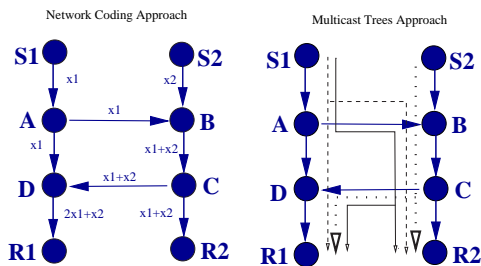 Network Coding Approach
S1
S2
x1
x2
A
x1
B
x1
x1+x2
D
x1+x2
C
2x1+x2
x1+x2
R1
R2
Multicast Trees Approach
S1
S2
A
B
D
C
R1
R2